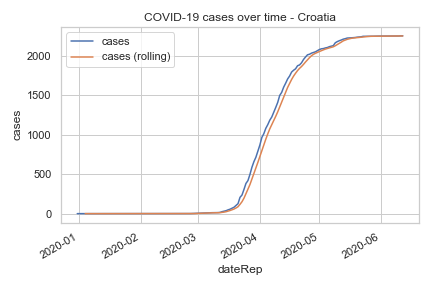 COVID-19 cases over time - Croatia
cases
cases (rolling)
2000
1500
1000
500
0
cases
2020-01
2020-02
2020-03
2020-04
2020-05
2020-06
dateRep